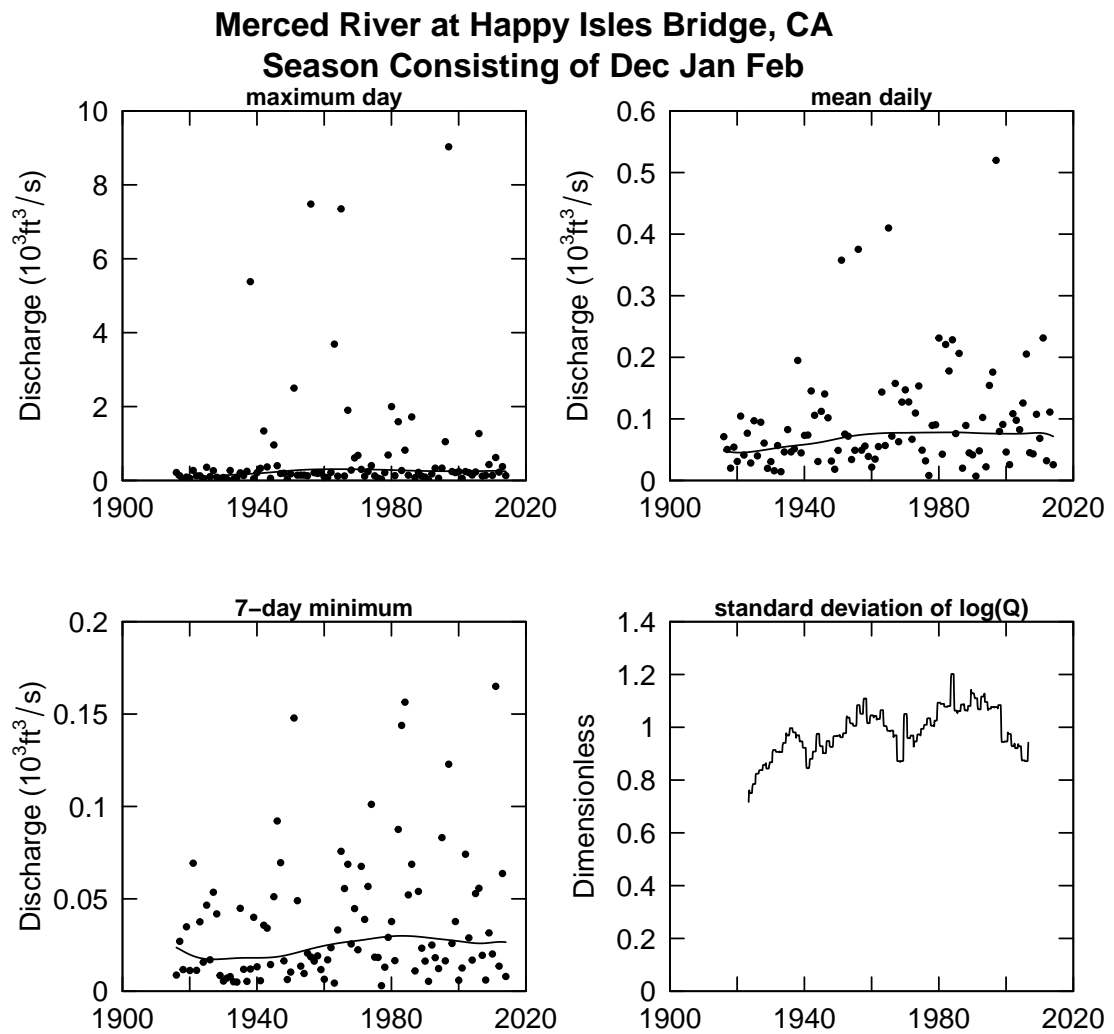 Merced River at Happy Isles Bridge, CA
Season Consisting of Dec Jan Feb
maximum day
Discharge (10³ft³/s)
10
8
6
4
2
0
1900 1940 1980 2020
mean daily
Discharge (10³ft³/s)
0.6
0.5
0.4
0.3
0.2
0.1
0
1900 1940 1980 2020
7−day minimum
Discharge (10³ft³/s)
0.2
0.15
0.1
0.05
0
1900 1940 1980 2020
standard deviation of log(Q)
Dimensionless
1.4
1.2
1
0.8
0.6
0.4
0.2
0
1900 1940 1980 2020